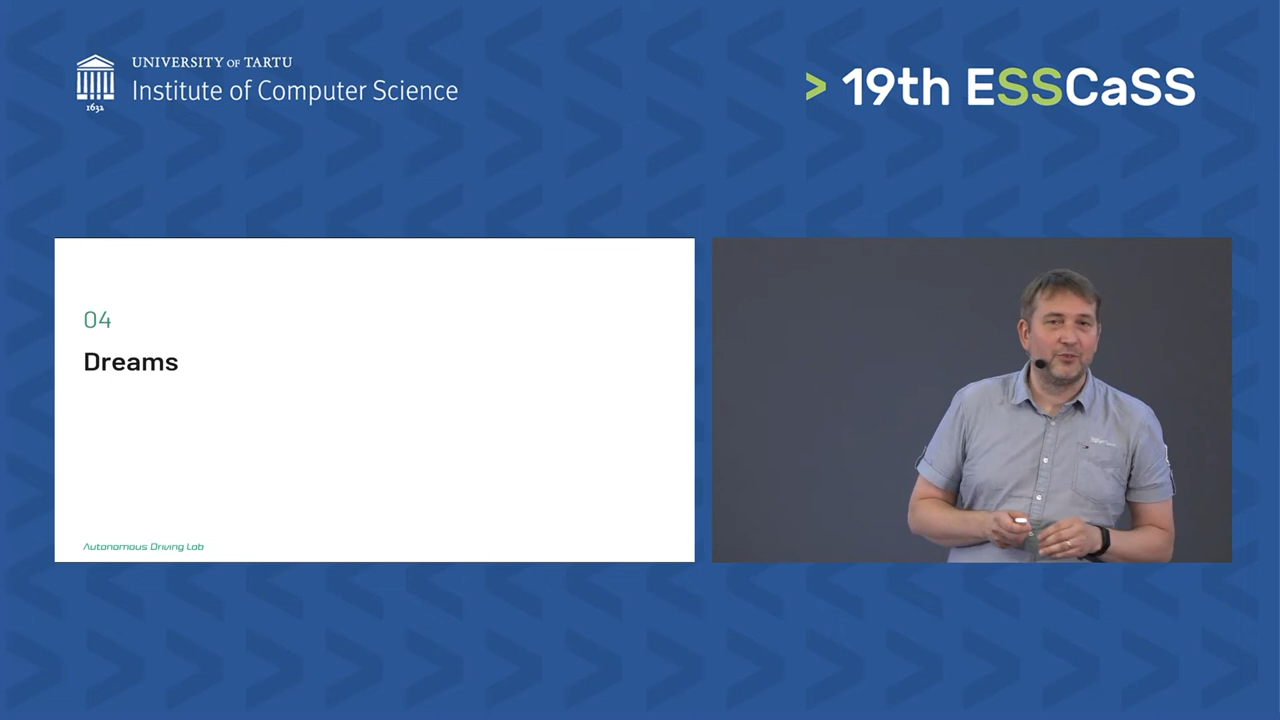 UNIVERSITY OF TARTU
Institute of Computer Science
1632
> 19th ESSCaSS
04
Dreams
Autonomous Driving Lab